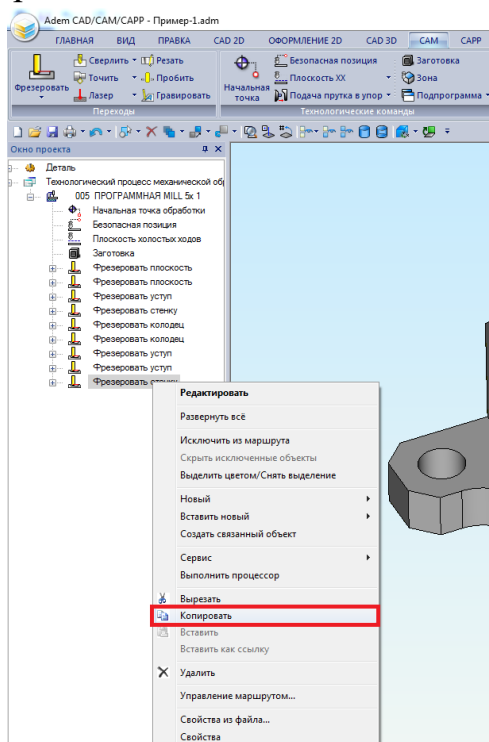 Adem CAD/CAM/CAPP - Пример-1.adm
ГЛАВНАЯ ВИД ПРАВКА CAD 2D ОФОРМЛЕНИЕ 2D CAD 3D CAM CAPP
Фрезеровать
Сверлить Резать
Точить Пробить
Лазер Гравировать
Переходы
Начальная точка
Безопасная позиция Заготовка
Плоскость XX Зона
Подача прутка в упор Подпрограмма
Технологические команды
Окно проекта
Деталь
Технологический процесс механической об
005 ПРОГРАММНАЯ MILL 5x 1
Начальная точка обработки
Безопасная позиция
Плоскость холостых ходов
Заготовка
Фрезеровать плоскость
Фрезеровать плоскость
Фрезеровать уступ
Фрезеровать стенку
Фрезеровать колодец
Фрезеровать колодец
Фрезеровать уступ
Фрезеровать уступ
Фрезеровать стенку
Редактировать
Развернуть всё
Исключить из маршрута
Скрыть исключенные объекты
Выделить цветом/Снять выделение
Новый
Вставить новый
Создать связанный объект
Сервис
Выполнить процессор
Вырезать
Копировать
Вставить
Вставить как ссылку
Удалить
Управление маршрутом...
Свойства из файла...
Свойства